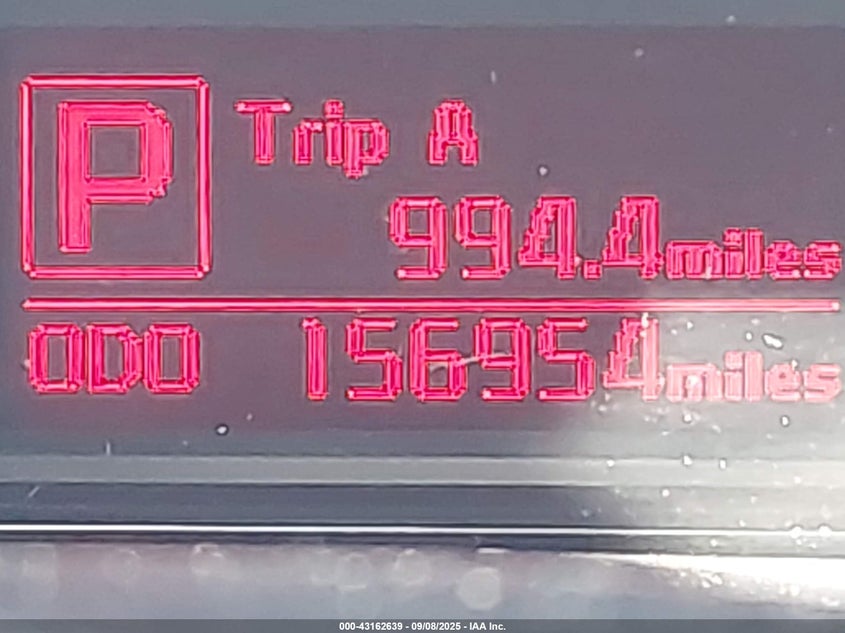 P
Trip A
994.4miles
ODO 156954miles
000-43162639 - 09/08/2025 - IAA Inc.